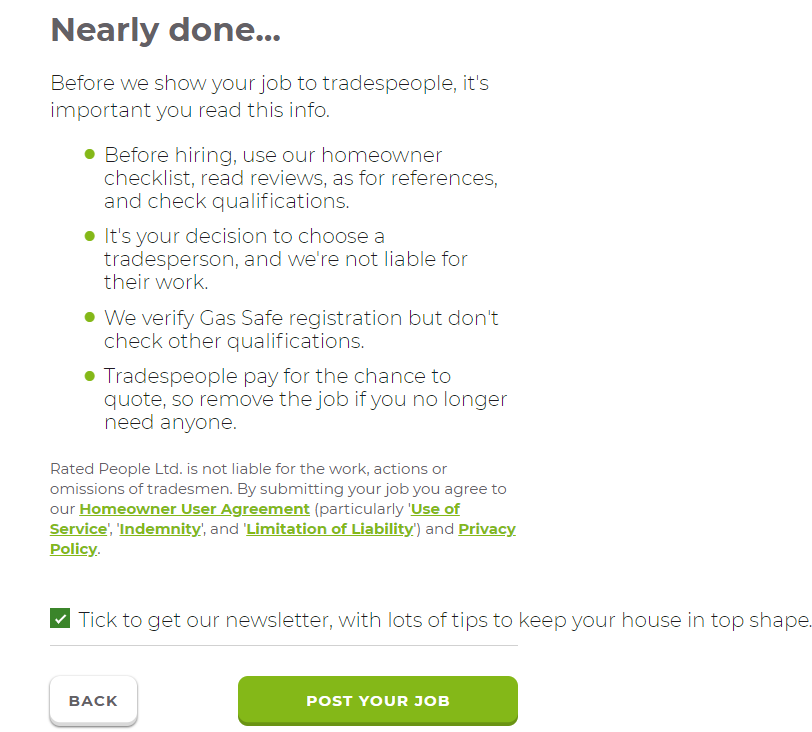 Nearly done...
Before we show your job to tradespeople, it's
important you read this info.
Before hiring, use our homeowner
checklist, read reviews, as for references,
and check qualifications.
It's your decision to choose a
tradesperson, and we're not liable for
their work.
We verify Gas Safe registration but don't
check other qualifications.
Tradespeople pay for the chance to
quote, so remove the job if you no longer
need anyone.
Rated People Ltd. is not liable for the work, actions or
omissions of tradesmen. By submitting your job you agree to
our Homeowner User Agreement (particularly 'Use of
Service', 'Indemnity', and 'Limitation of Liability') and Privacy
Policy.
Tick to get our newsletter, with lots of tips to keep your house in top shape.
BACK
POST YOUR JOB